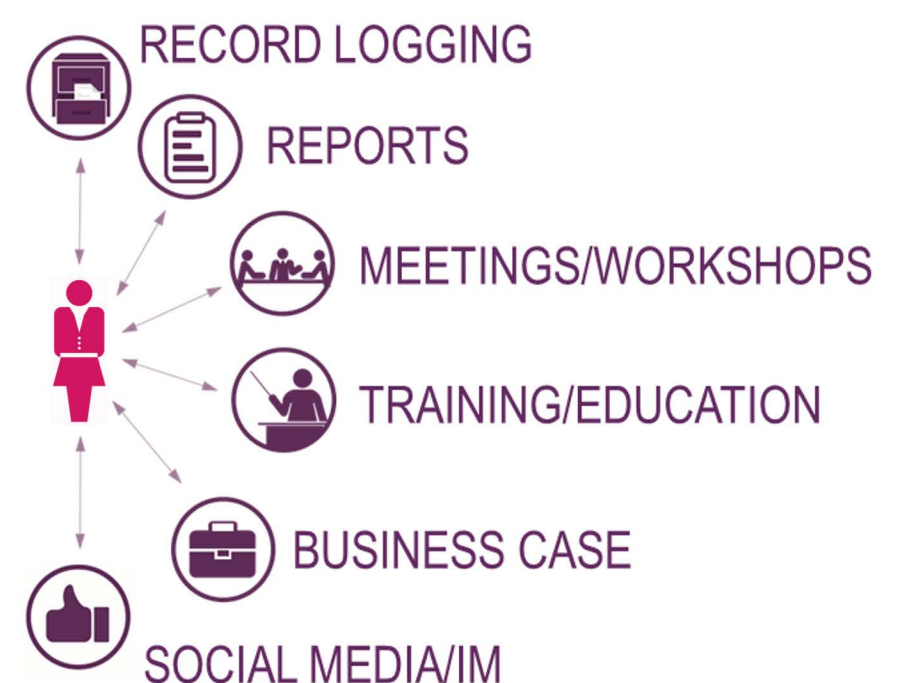 RECORD LOGGING
REPORTS
MEETINGS/WORKSHOPS
TRAINING/EDUCATION
BUSINESS CASE
SOCIAL MEDIA/IM